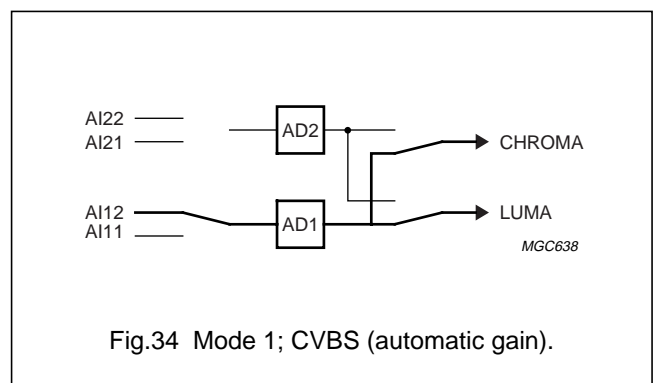 AI22
AI21
AD2
CHROMA
AI12
AI11
AD1
LUMA
MGC638
Fig.34 Mode 1; CVBS (automatic gain).